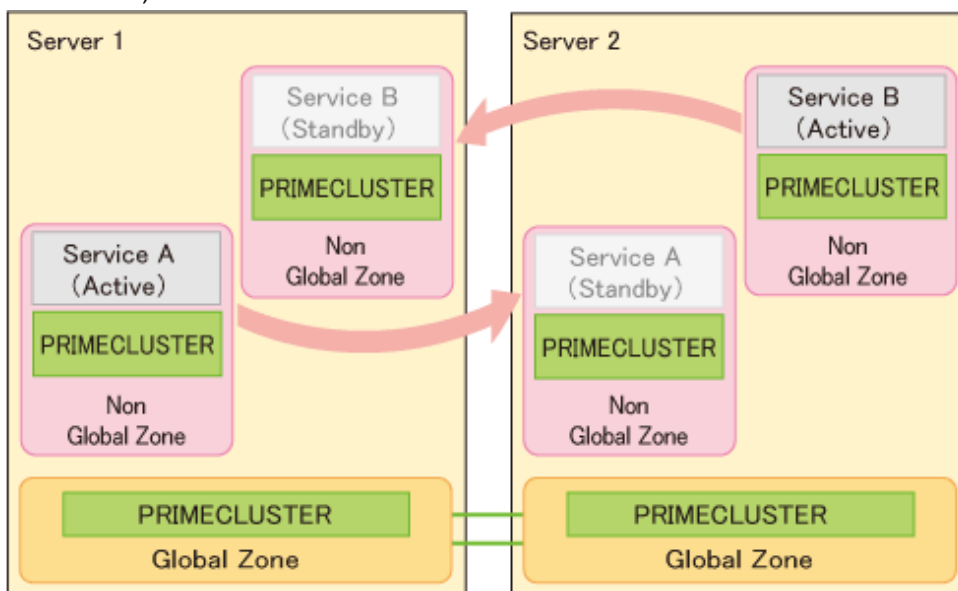 Server 1
Service B
(Standby)
PRIMECLUSTER
Non
Global Zone
Service A
(Active)
PRIMECLUSTER
Non
Global Zone
PRIMECLUSTER
Global Zone
Server 2
Service B
(Active)
PRIMECLUSTER
Non
Global Zone
Service A
(Standby)
PRIMECLUSTER
Non
Global Zone
PRIMECLUSTER
Global Zone